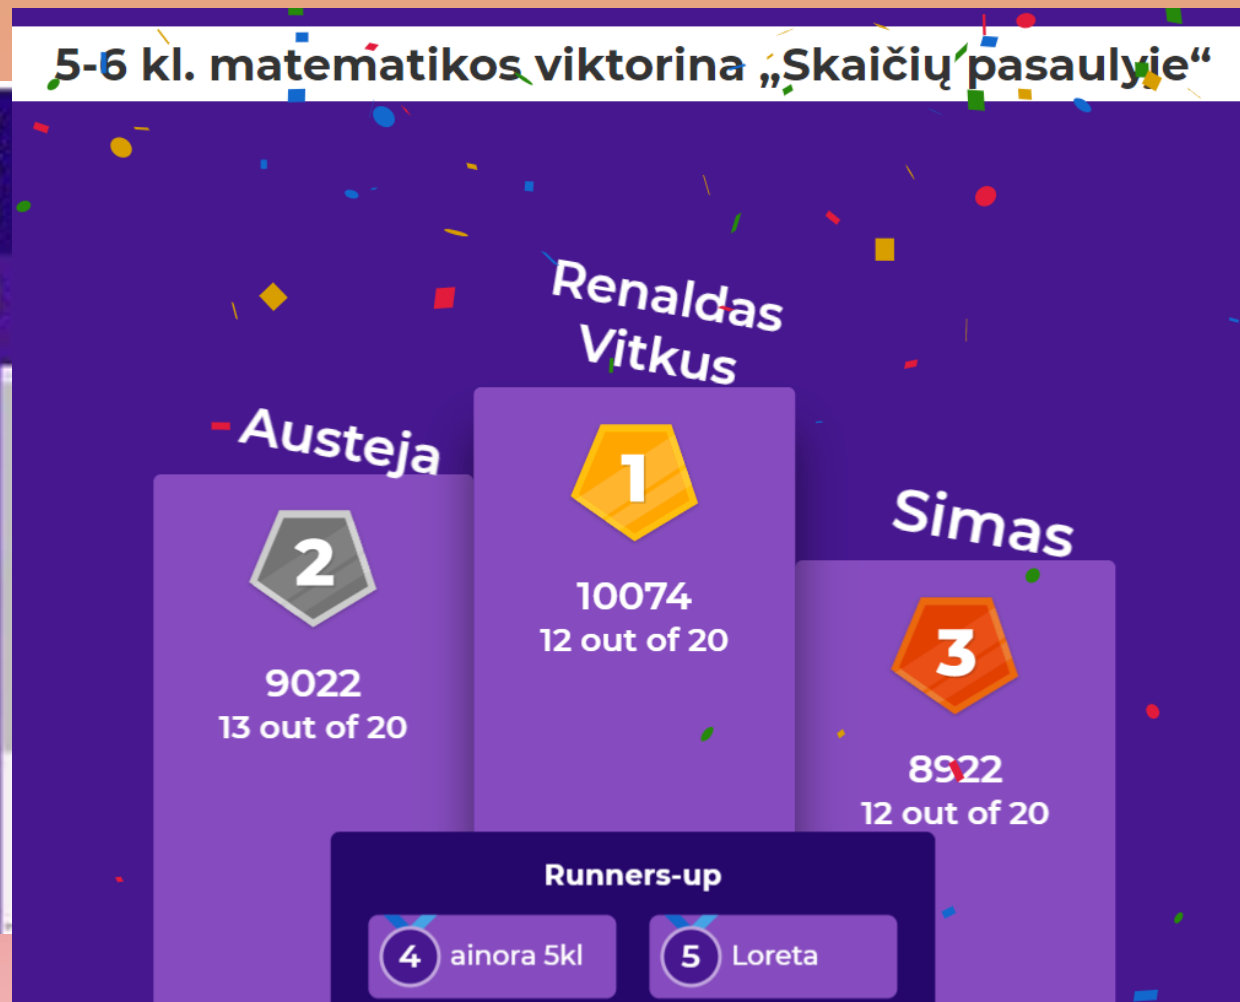 5-6 kl. matematikos viktorina „Skaičių pasaulyje“
Renaldas
Vitkus
Austeja
Simas
1
10074
12 out of 20
2
9022
13 out of 20
3
8922
12 out of 20
Runners-up
4 ainora 5kl
5 Loreta